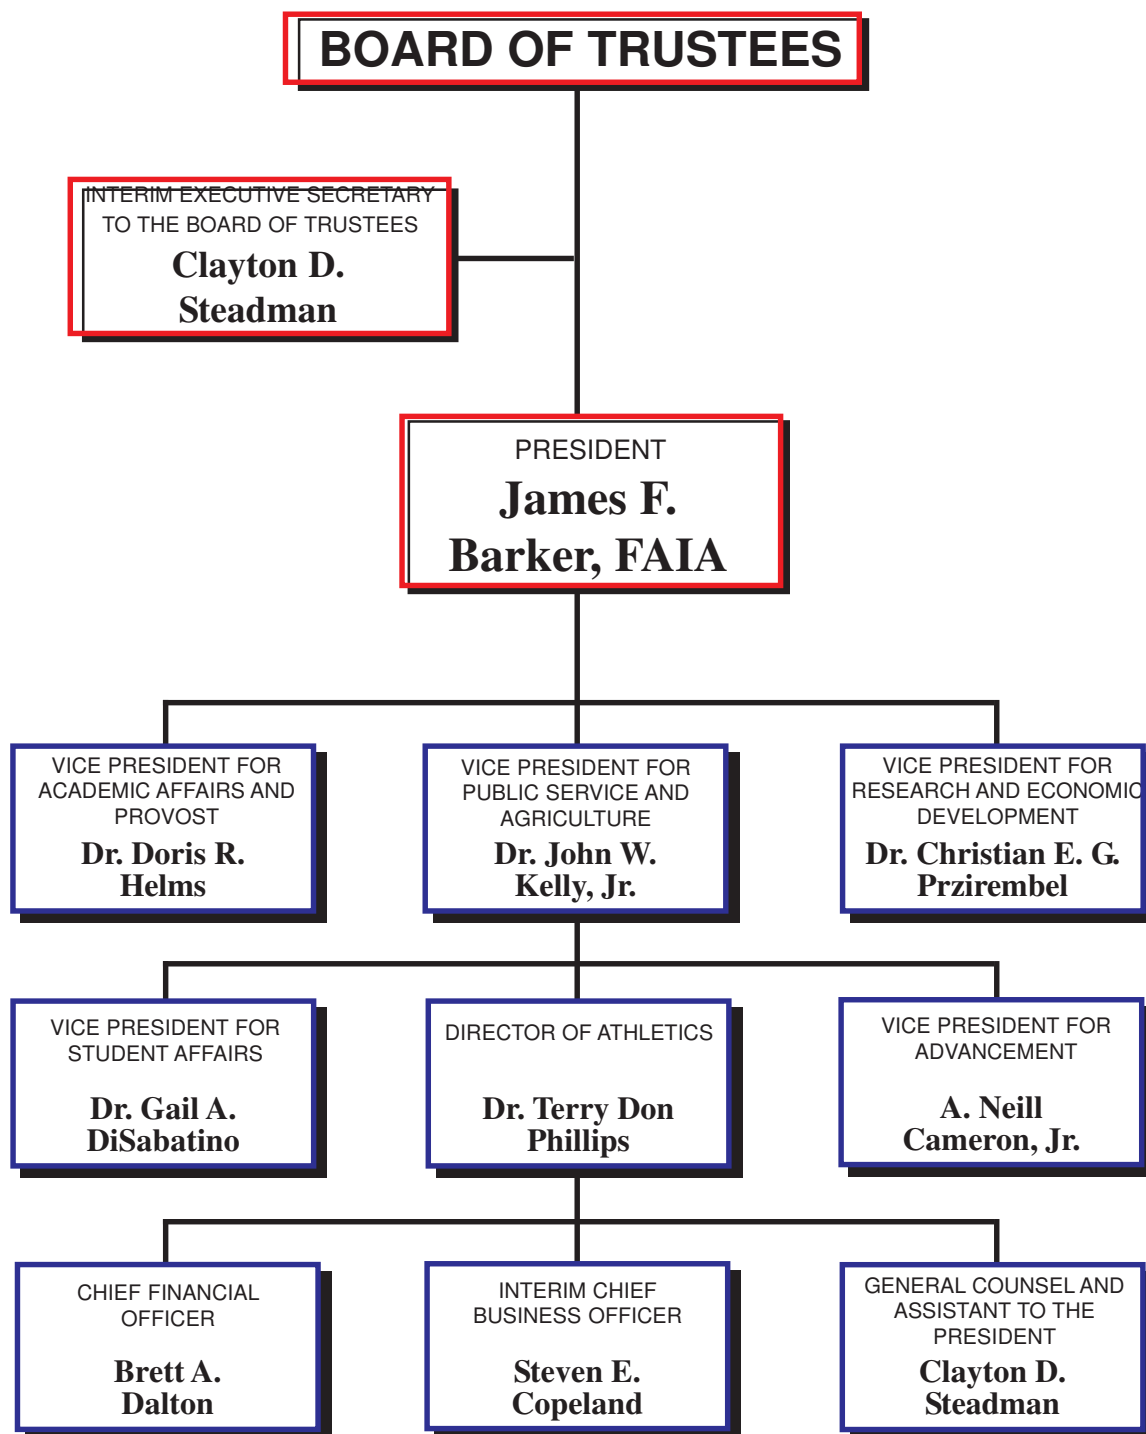 BOARD OF TRUSTEES
INTERIM EXECUTIVE SECRETARY
TO THE BOARD OF TRUSTEES
Clayton D.
Steadman
PRESIDENT
James F.
Barker, FAIA
VICE PRESIDENT FOR
ACADEMIC AFFAIRS AND
PROVOST
Dr. Doris R.
Helms
VICE PRESIDENT FOR
PUBLIC SERVICE AND
AGRICULTURE
Dr. John W.
Kelly, Jr.
VICE PRESIDENT FOR
RESEARCH AND ECONOMIC
DEVELOPMENT
Dr. Christian E. G.
Przirembel
VICE PRESIDENT FOR
STUDENT AFFAIRS
Dr. Gail A.
DiSabatino
DIRECTOR OF ATHLETICS
Dr. Terry Don
Phillips
VICE PRESIDENT FOR
ADVANCEMENT
A. Neill
Cameron, Jr.
CHIEF FINANCIAL
OFFICER
Brett A.
Dalton
INTERIM CHIEF
BUSINESS OFFICER
Steven E.
Copeland
GENERAL COUNSEL AND
ASSISTANT TO THE
PRESIDENT
Clayton D.
Steadman